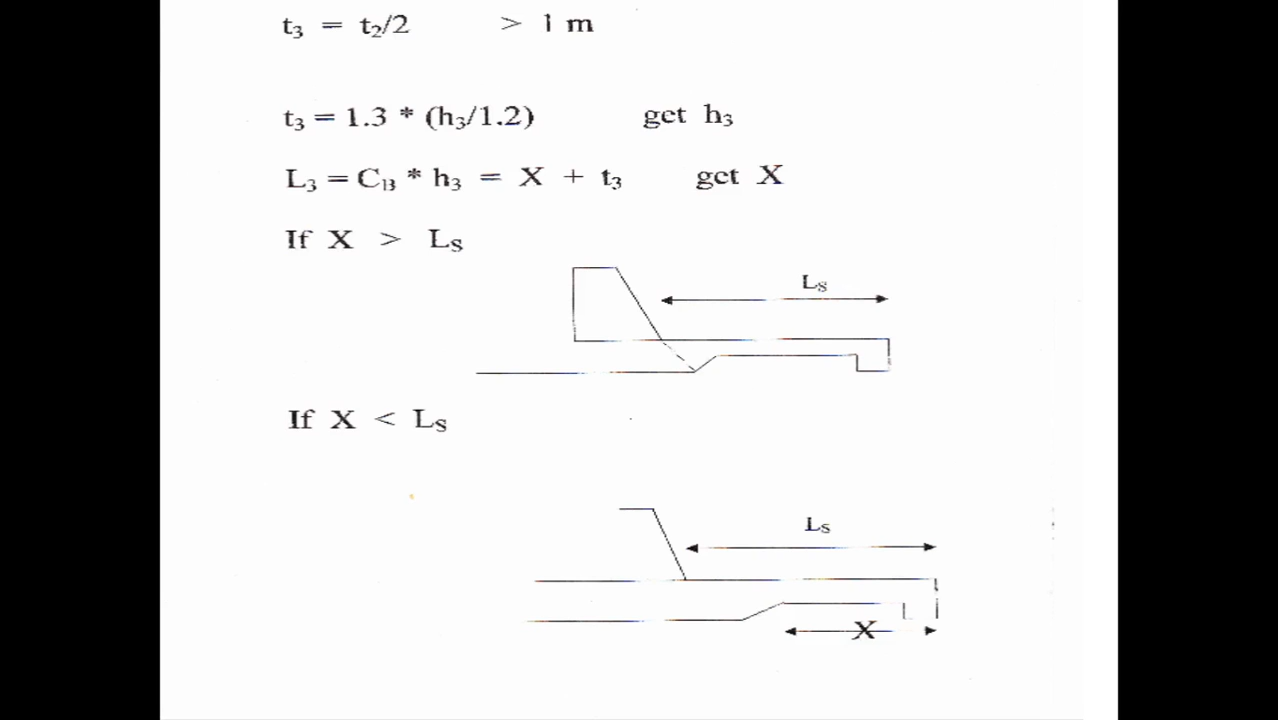 t₃ = t₂/2 > 1 m
t₃ = 1.3 * (h₃/1.2) get h₃
L₃ = C_B * h₃ = X + t₃ get X
If X > L_S
L_S
If X < L_S
L_S
X